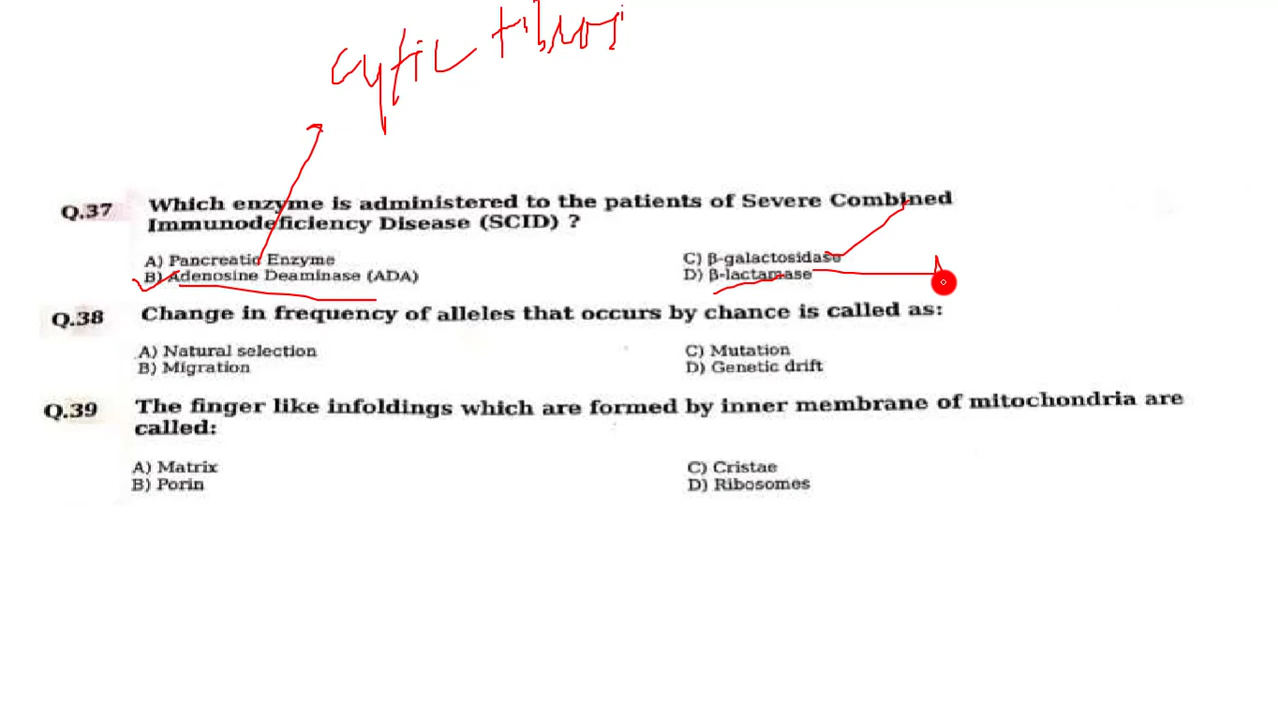 cytic fibrosi
Q.37 Which enzyme is administered to the patients of Severe Combined
Immunodeficiency Disease (SCID) ?
A) Pancreatic Enzyme C) β-galactosidase
B) Adenosine Deaminase (ADA) D) β-lactamase
Q.38 Change in frequency of alleles that occurs by chance is called as:
A) Natural selection C) Mutation
B) Migration D) Genetic drift
Q.39 The finger like infoldings which are formed by inner membrane of mitochondria are
called:
A) Matrix C) Cristae
B) Porin D) Ribosomes